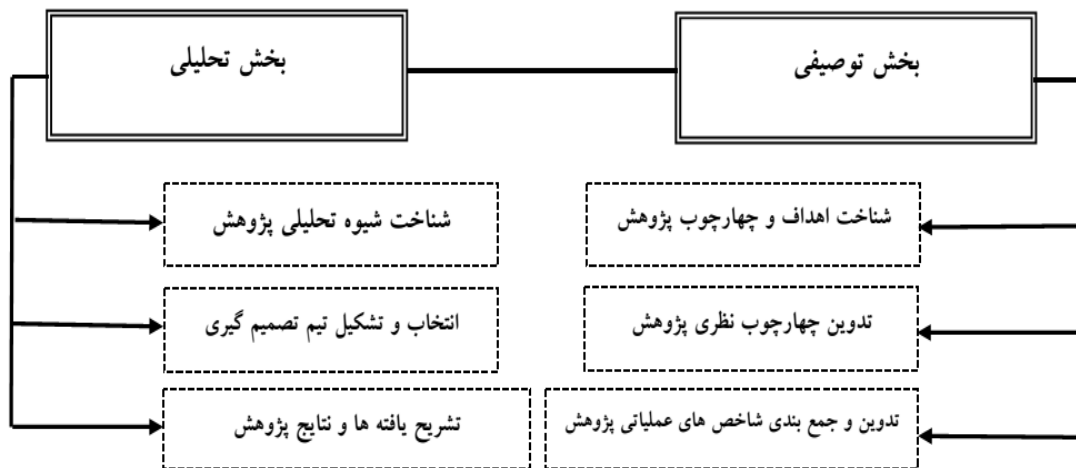 بخش توصیفی
بخش تحلیلی
شناخت اهداف و چهارچوب پژوهش
تدوین چهارچوب نظری پژوهش
تدوین و جمع بندی شاخص های عملیاتی پژوهش
شناخت شیوه تحلیلی پژوهش
انتخاب و تشکیل تیم تصمیم گیری
تشریح یافته ها و نتایج پژوهش